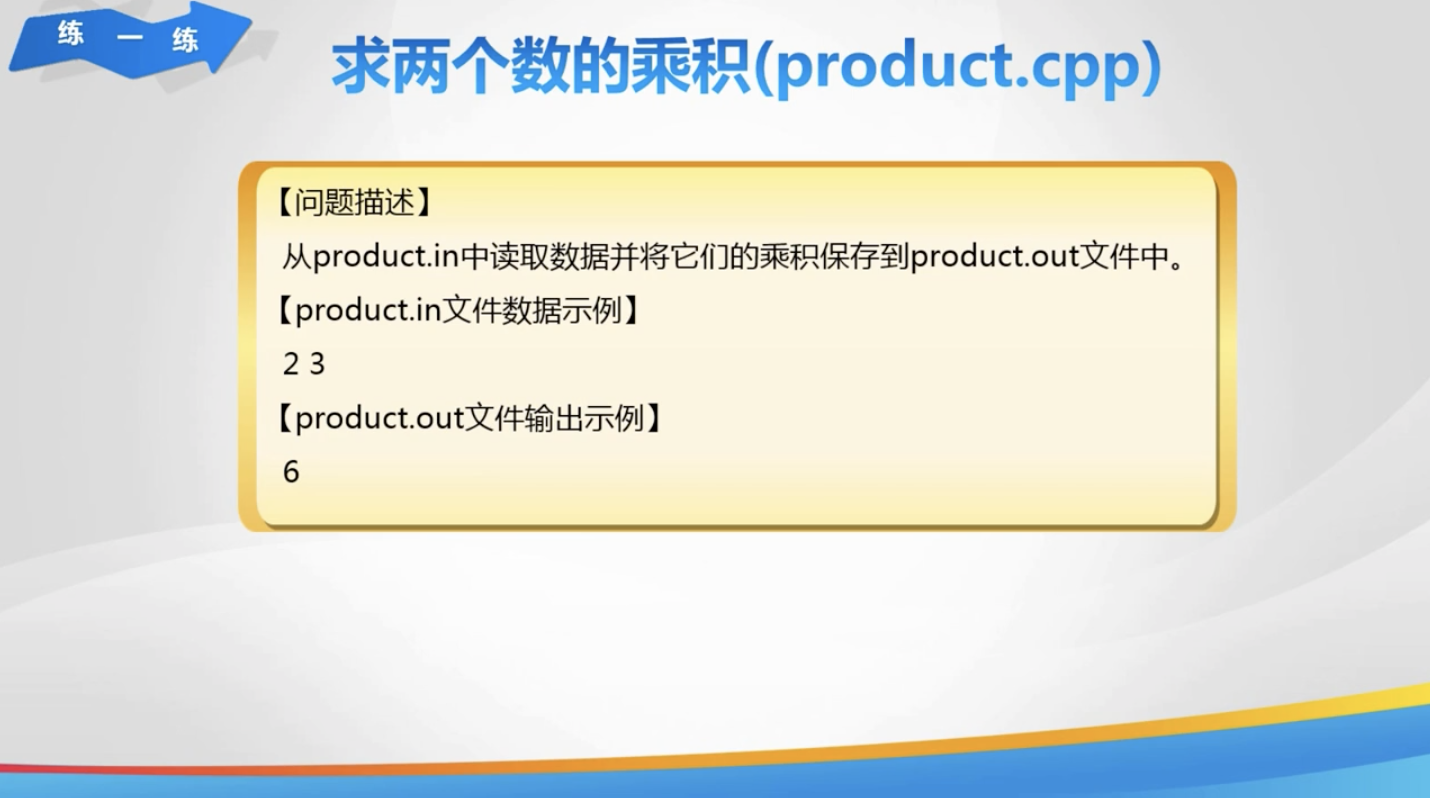 练一练
求两个数的乘积(product.cpp)
【问题描述】
从product.in中读取数据并将它们的乘积保存到product.out文件中。
【product.in文件数据示例】
2 3
【product.out文件输出示例】
6